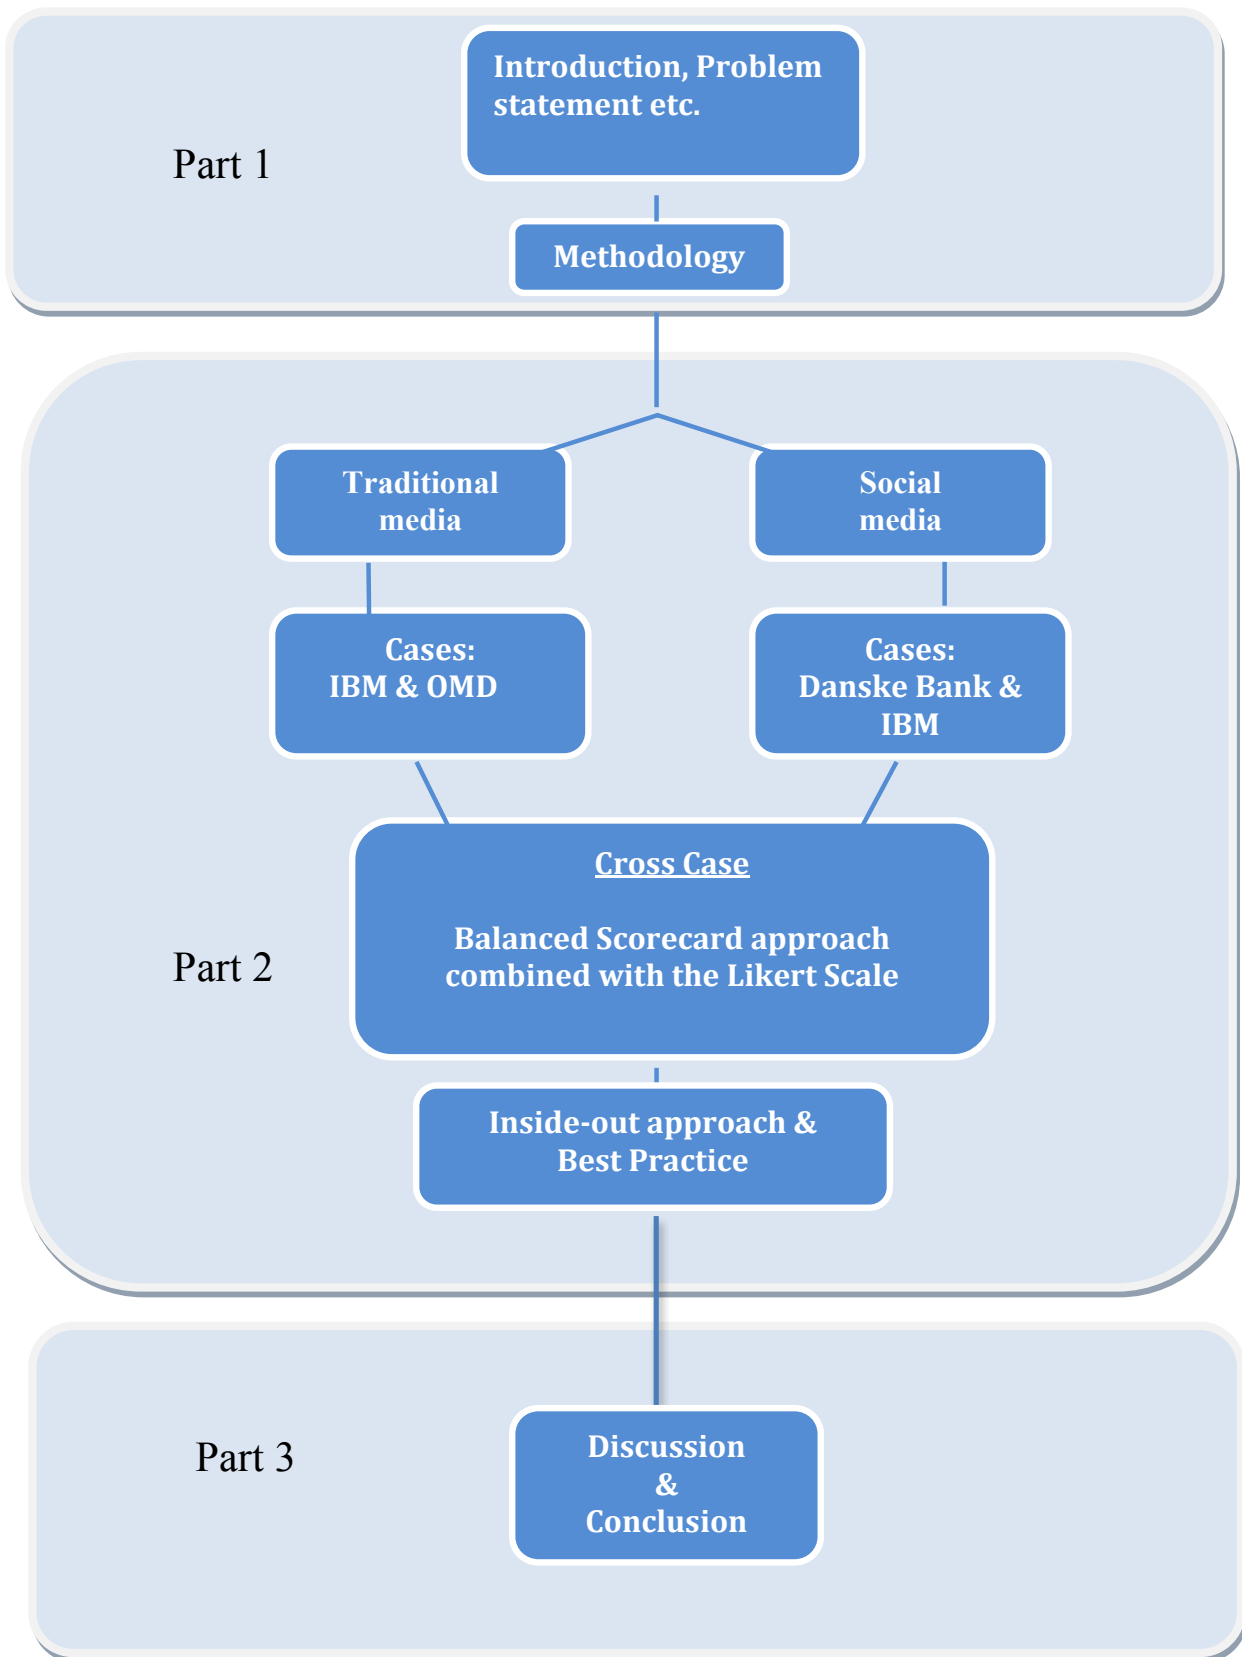 Introduction, Problem
statement etc.
Part 1
Methodology
Traditional
media
Social
media
Cases:
IBM & OMD
Cases:
Danske Bank &
IBM
Cross Case
Balanced Scorecard approach
combined with the Likert Scale
Part 2
Inside-out approach &
Best Practice
Part 3
Discussion
&
Conclusion